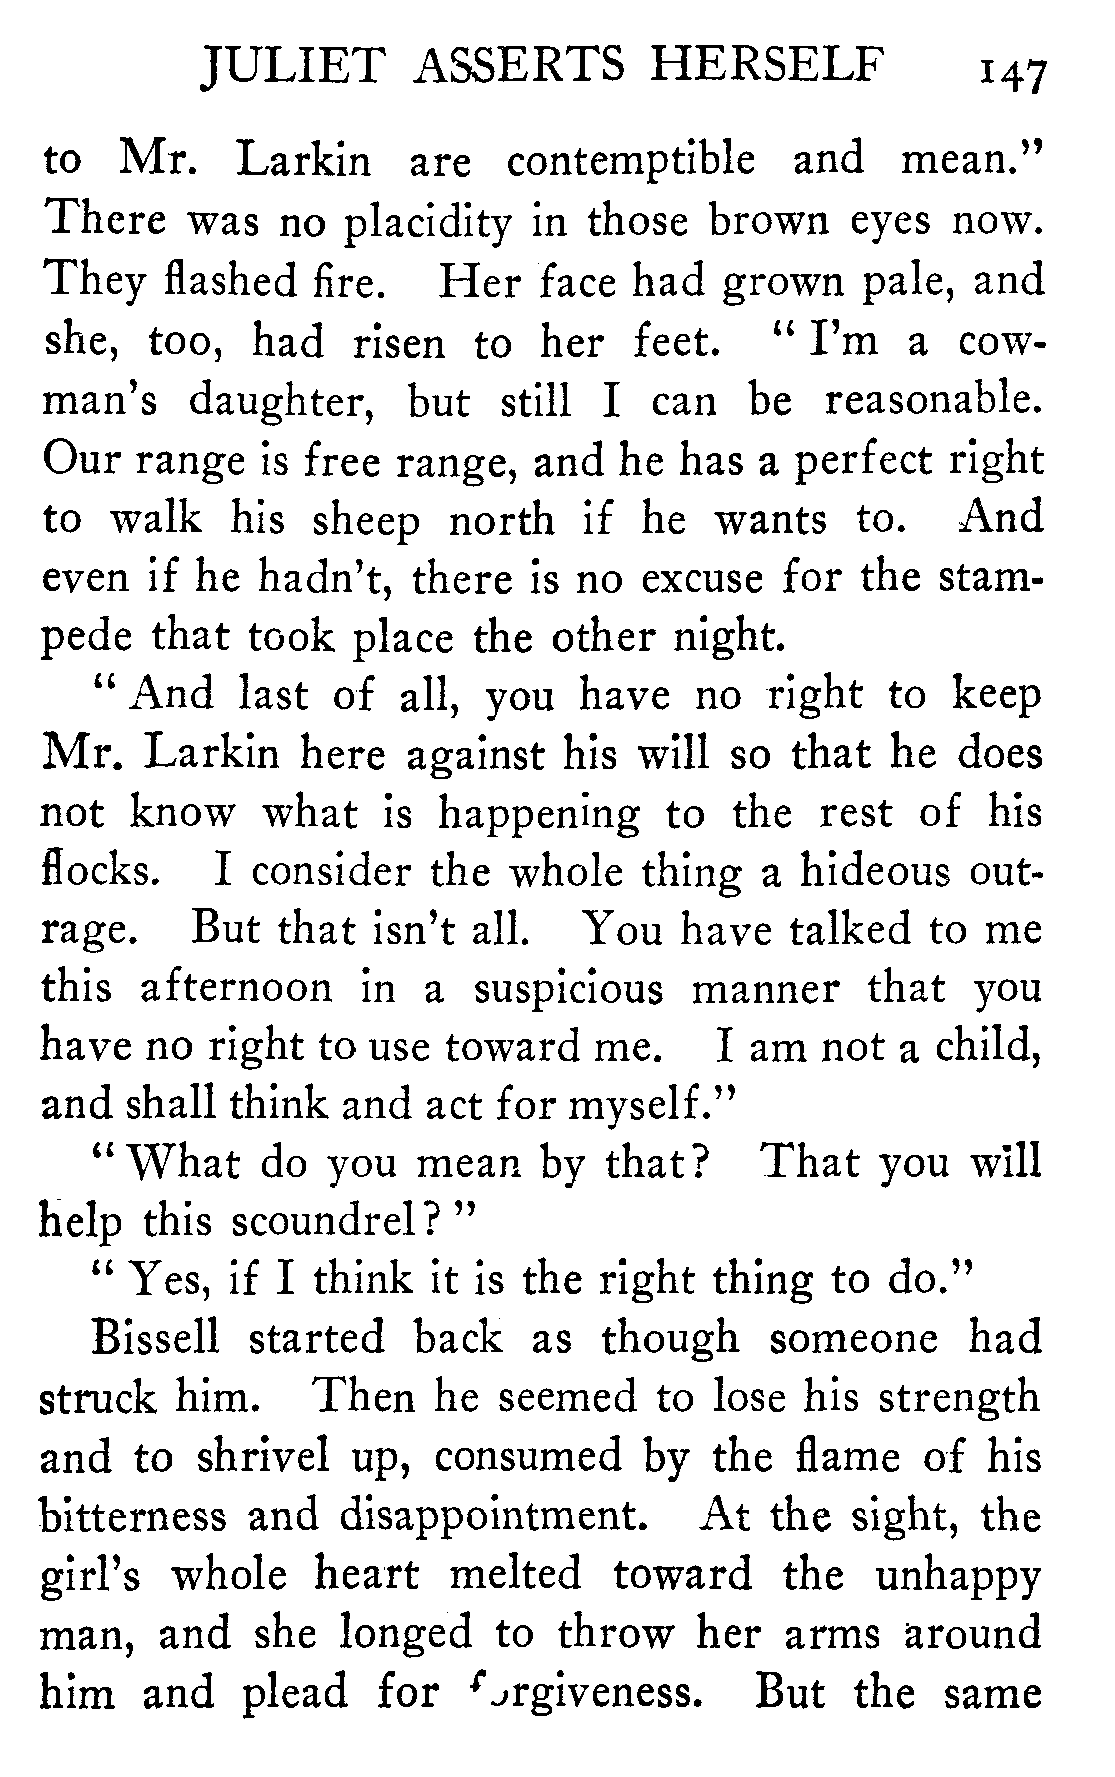 JULIET ASSERTS HERSELF 147
to Mr. Larkin are contemptible and mean."
There was no placidity in those brown eyes now.
They flashed fire. Her face had grown pale, and
she, too, had risen to her feet. "I'm a cow-
man's daughter, but still I can be reasonable.
Our range is free range, and he has a perfect right
to walk his sheep north if he wants to. And
even if he hadn't, there is no excuse for the stam-
pede that took place the other night.
"And last of all, you have no right to keep
Mr. Larkin here against his will so that he does
not know what is happening to the rest of his
flocks. I consider the whole thing a hideous out-
rage. But that isn't all. You have talked to me
this afternoon in a suspicious manner that you
have no right to use toward me. I am not a child,
and shall think and act for myself."
"What do you mean by that? That you will
help this scoundrel?"
"Yes, if I think it is the right thing to do."
Bissell started back as though someone had
struck him. Then he seemed to lose his strength
and to shrivel up, consumed by the flame of his
bitterness and disappointment. At the sight, the
girl's whole heart melted toward the unhappy
man, and she longed to throw her arms around
him and plead for forgiveness. But the same